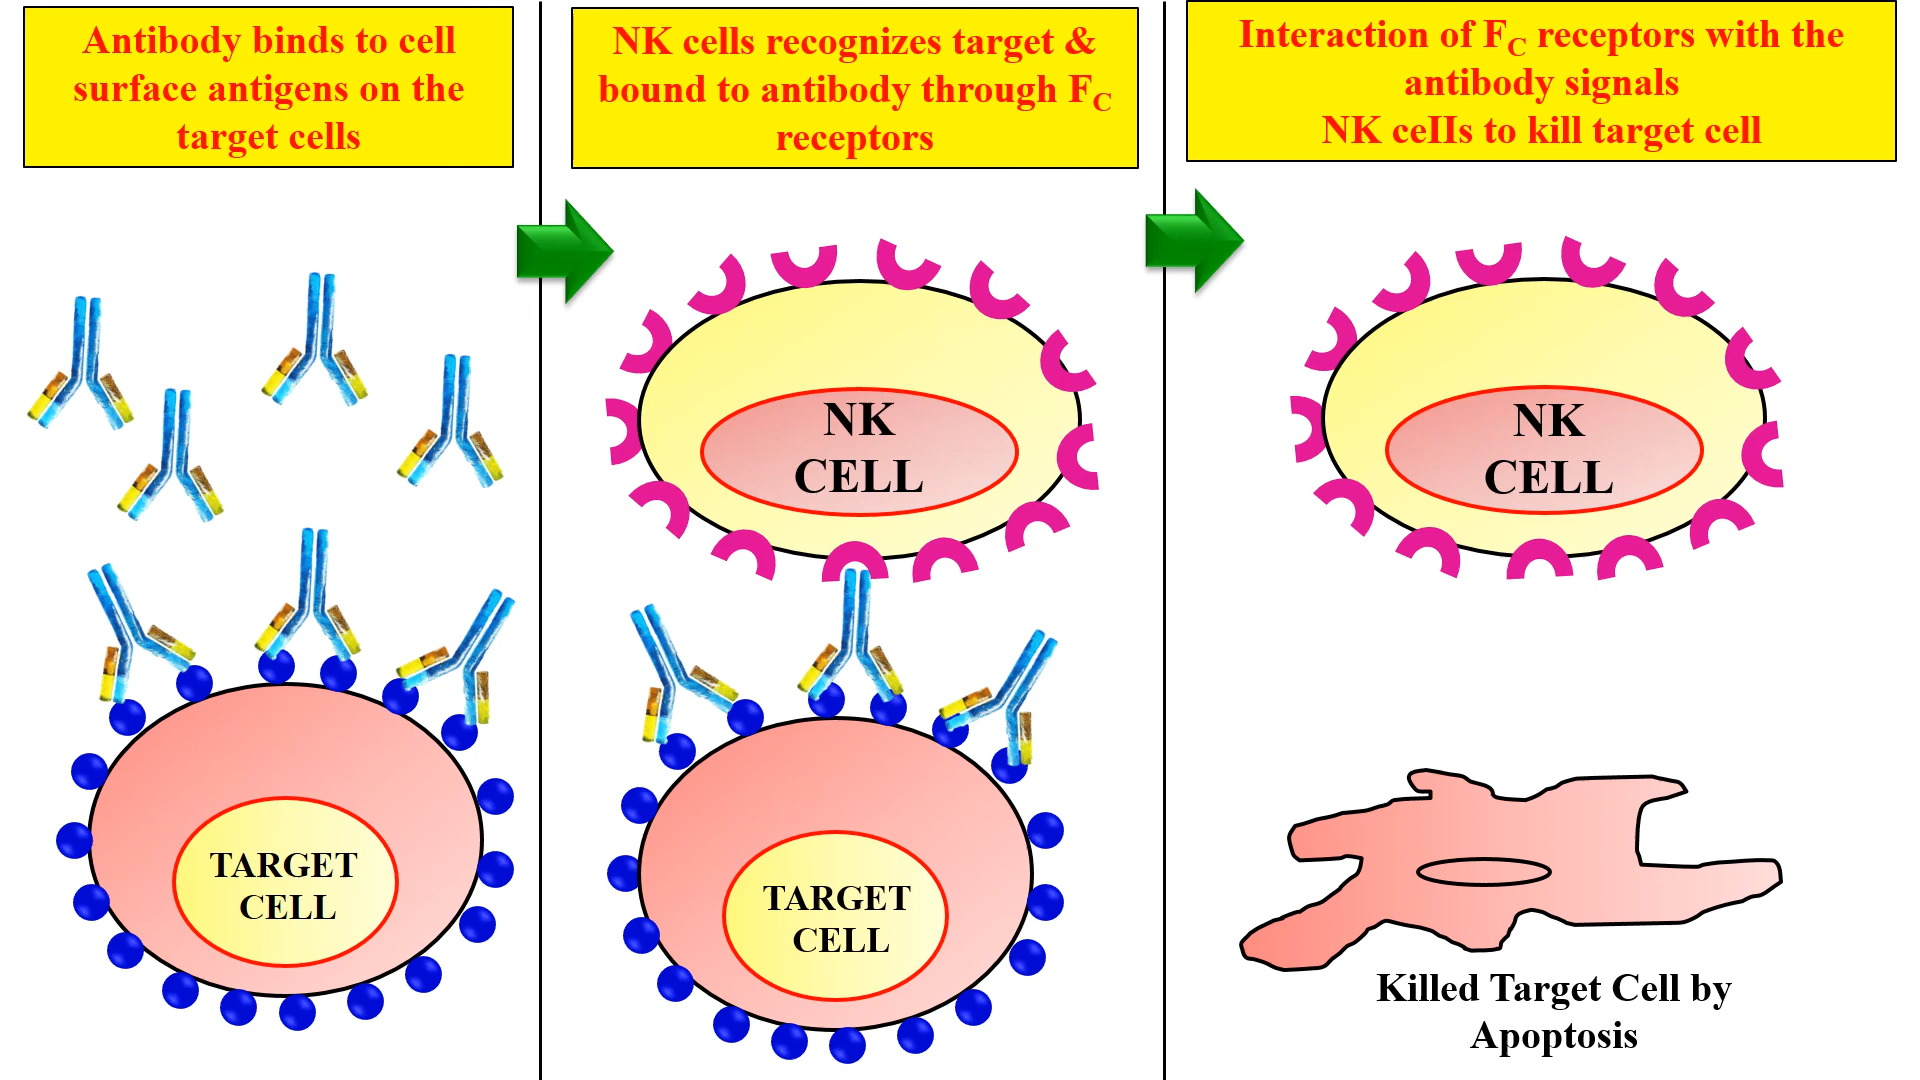 Antibody binds to cell
surface antigens on the
target cells
NK cells recognizes target &
bound to antibody through FC
receptors
Interaction of FC receptors with the
antibody signals
NK ceIIs to kill target cell
NK
CELL
NK
CELL
TARGET
CELL
TARGET
CELL
Killed Target Cell by
Apoptosis